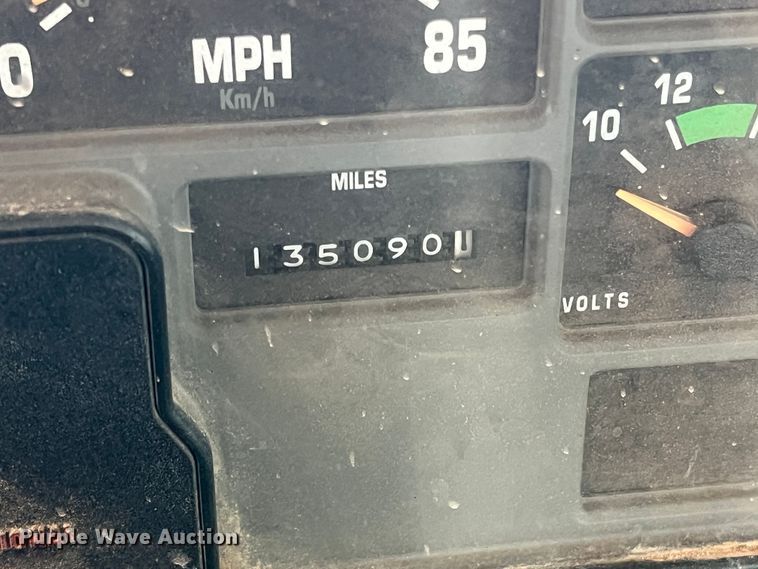 0
MPH
85
Km/h
10
12
MILES
135090
VOLTS
Purple Wave Auction